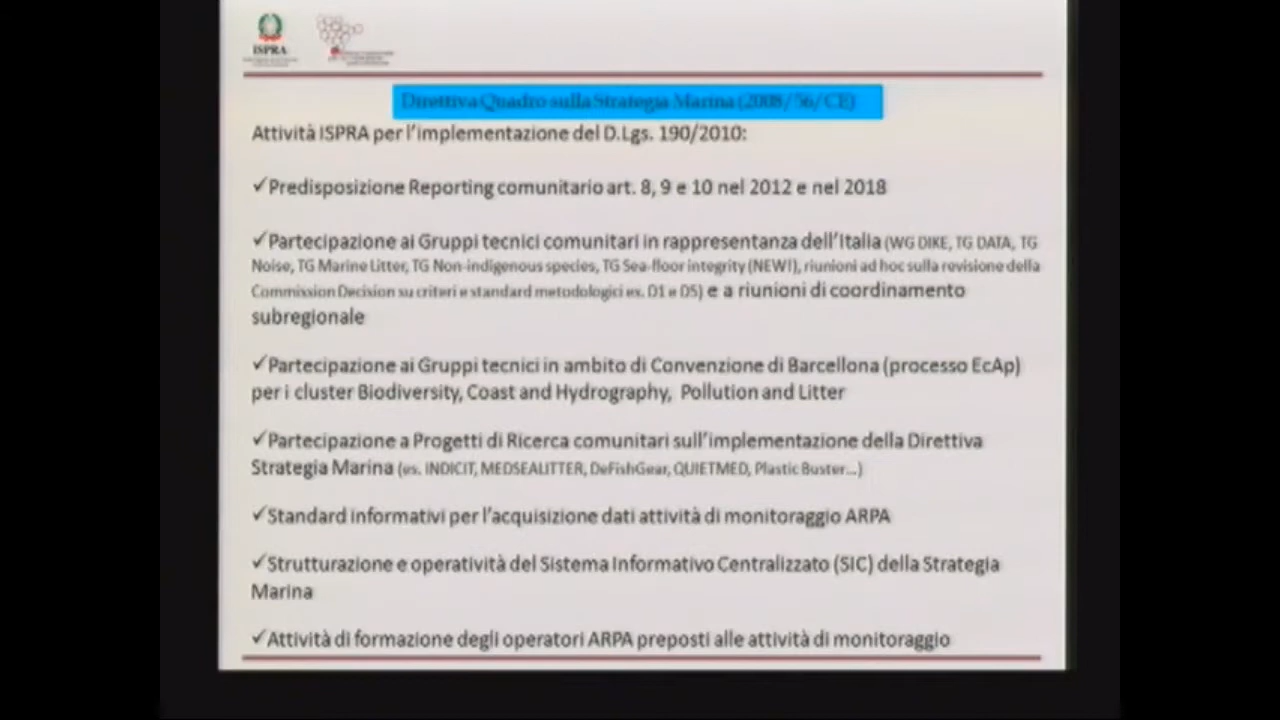 ISPRA
Direttiva Quadro sulla Strategia Marina (2008/56/CE)
Attività ISPRA per l'implementazione del D.Lgs. 190/2010:
✓Predisposizione Reporting comunitario art. 8, 9 e 10 nel 2012 e nel 2018
✓Partecipazione ai Gruppi tecnici comunitari in rappresentanza dell'Italia (WG DIKE, TG DATA, TG
Noise, TG Marine Litter, TG Non-indigenous species, TG Sea-floor integrity (NEW!), riunioni ad hoc sulla revisione della
Commission Decision su criteri e standard metodologici es. D1 e D5) e a riunioni di coordinamento
subregionale
✓Partecipazione ai Gruppi tecnici in ambito di Convenzione di Barcellona (processo EcAp)
per i cluster Biodiversity, Coast and Hydrography, Pollution and Litter
✓Partecipazione a Progetti di Ricerca comunitari sull'implementazione della Direttiva
Strategia Marina (es. INDICIT, MEDSEALITTER, DeFishGear, QUIETMED, Plastic Buster...)
✓Standard informativi per l'acquisizione dati attività di monitoraggio ARPA
✓Strutturazione e operatività del Sistema Informativo Centralizzato (SIC) della Strategia
Marina
✓Attività di formazione degli operatori ARPA preposti alle attività di monitoraggio